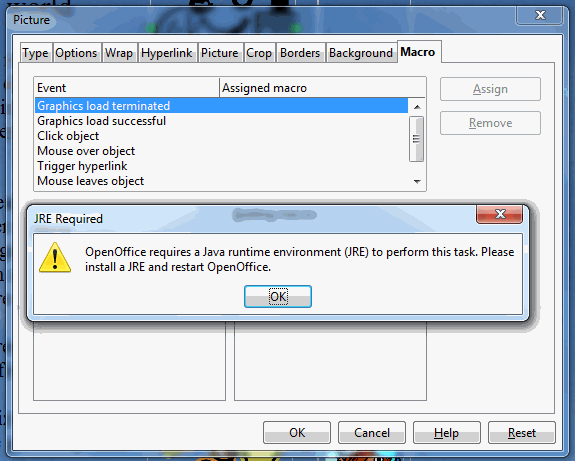 world
Picture
Type Options Wrap Hyperlink Picture Crop Borders Background Macro
Event Assigned macro
Graphics load terminated
Graphics load successful
Click object
Mouse over object
Trigger hyperlink
Mouse leaves object
Assign
Remove
JRE Required
OpenOffice requires a Java runtime environment (JRE) to perform this task. Please
install a JRE and restart OpenOffice.
OK
OK Cancel Help Reset